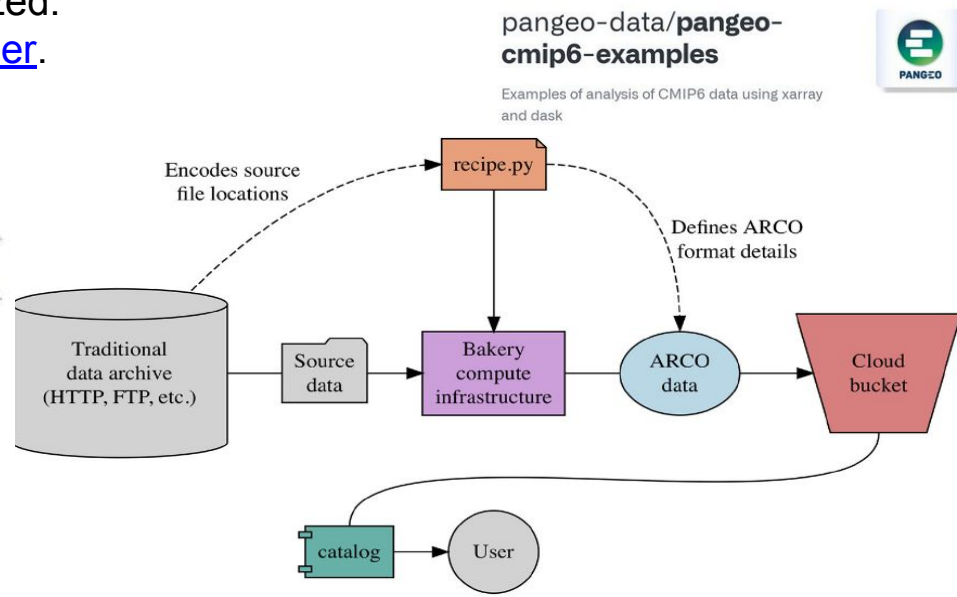 zed.
er.
pangeo-data/pangeo-
cmip6-examples
Examples of analysis of CMIP6 data using xarray
and dask
PANGEO
Encodes source
file locations
recipe.py
Defines ARCO
format details
Traditional
data archive
(HTTP, FTP, etc.)
Source
data
Bakery
compute
infrastructure
ARCO
data
Cloud
bucket
catalog
User